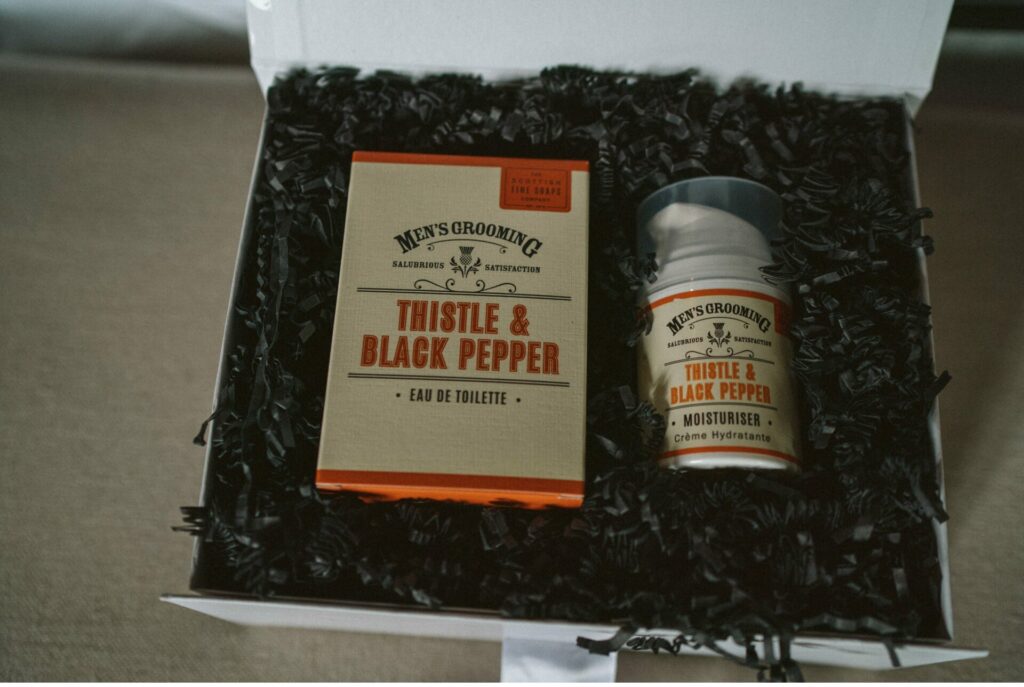 THE
SCOTTISH
FINE SOAPS
COMPANY
MEN'S GROOMING
SALUBRIOUS SATISFACTION
THISTLE &
BLACK PEPPER
• EAU DE TOILETTE •
MEN'S GROOMING
SALUBRIOUS SATISFACTION
THISTLE &
BLACK PEPPER
• MOISTURISER •
Crème Hydratante